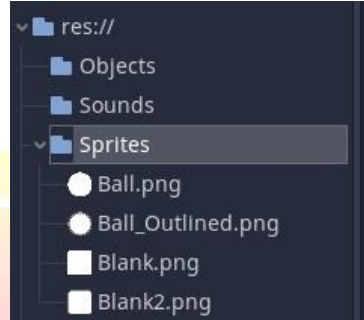 res://
Objects
Sounds
Sprites
Ball.png
Ball_Outlined.png
Blank.png
Blank2.png